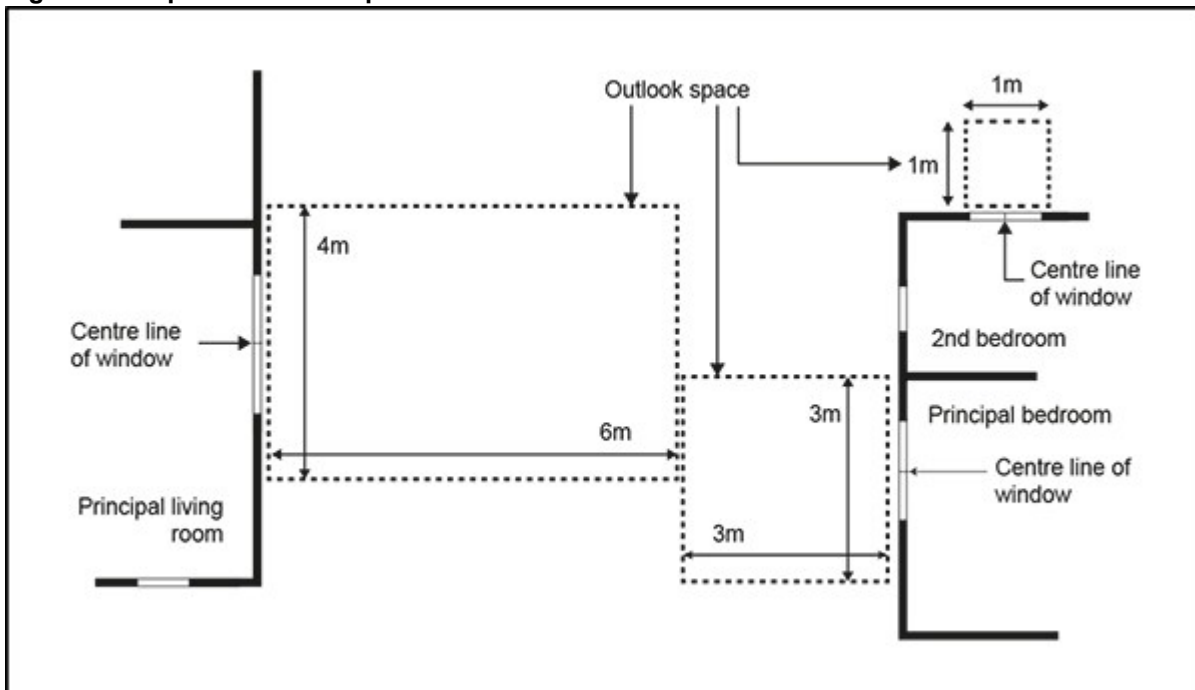 Outlook space
1m
1m
4m
Centre line
of window
Centre line
of window
2nd bedroom
3m
Principal bedroom
6m
Centre line of
window
Principal living
room
3m